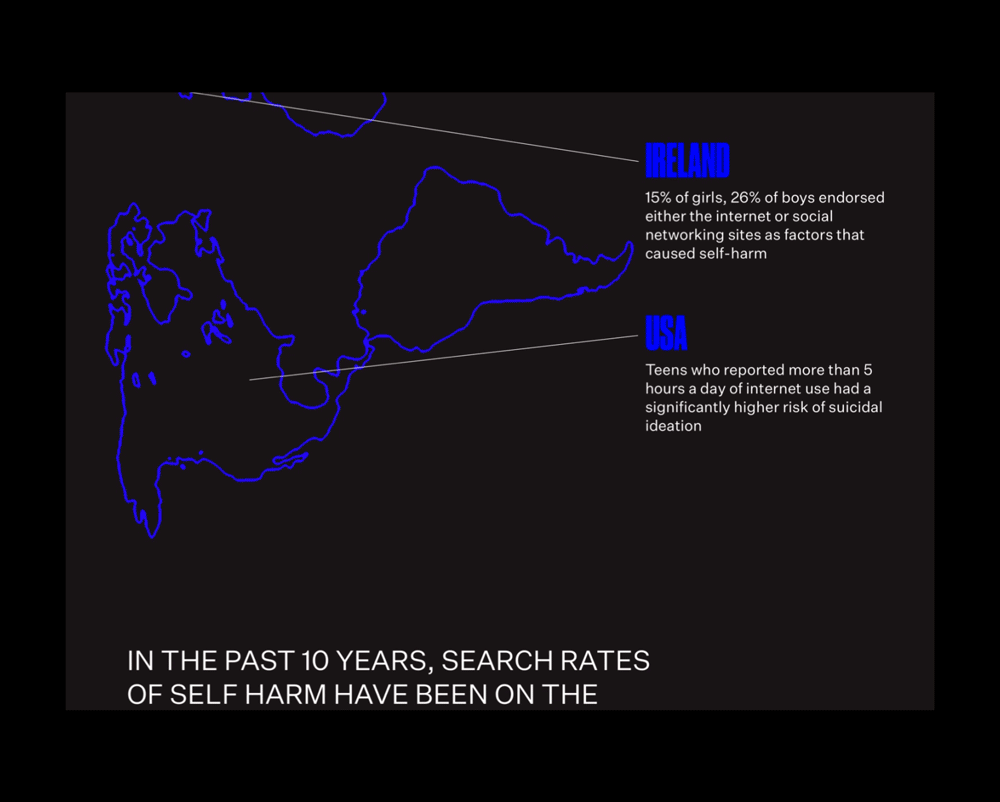 IRELAND
15% of girls, 26% of boys endorsed
either the internet or social
networking sites as factors that
caused self-harm
USA
Teens who reported more than 5
hours a day of internet use had a
significantly higher risk of suicidal
ideation
IN THE PAST 10 YEARS, SEARCH RATES
OF SELF HARM HAVE BEEN ON THE